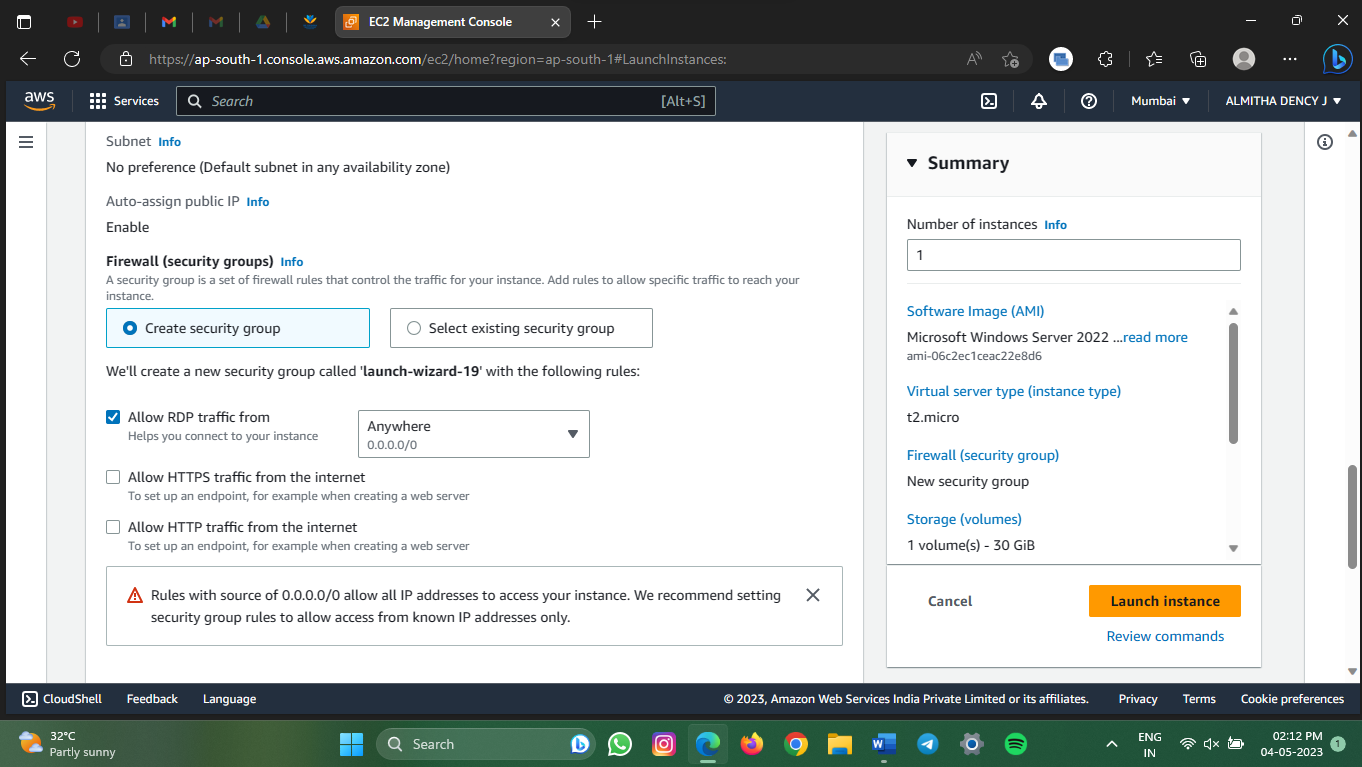 EC2 Management Console
https://ap-south-1.console.aws.amazon.com/ec2/home?region=ap-south-1#LaunchInstances:
aws
Services
Search
[Alt+S]
Mumbai
ALMITHA DENCY J
Subnet Info
No preference (Default subnet in any availability zone)
Auto-assign public IP Info
Enable
Firewall (security groups) Info
A security group is a set of firewall rules that control the traffic for your instance. Add rules to allow specific traffic to reach your
instance.
Create security group
Select existing security group
We'll create a new security group called 'launch-wizard-19' with the following rules:
Allow RDP traffic from
Helps you connect to your instance
Anywhere
0.0.0.0/0
Allow HTTPS traffic from the internet
To set up an endpoint, for example when creating a web server
Allow HTTP traffic from the internet
To set up an endpoint, for example when creating a web server
Rules with source of 0.0.0.0/0 allow all IP addresses to access your instance. We recommend setting
security group rules to allow access from known IP addresses only.
Summary
Number of instances Info
1
Software Image (AMI)
Microsoft Windows Server 2022 ...read more
ami-06c2ec1ceac22e8d6
Virtual server type (instance type)
t2.micro
Firewall (security group)
New security group
Storage (volumes)
1 volume(s) - 30 GiB
Cancel
Launch instance
Review commands
CloudShell
Feedback
Language
© 2023, Amazon Web Services India Private Limited or its affiliates.
Privacy
Terms
Cookie preferences
32°C
Partly sunny
Search
ENG
IN
02:12 PM
04-05-2023
1